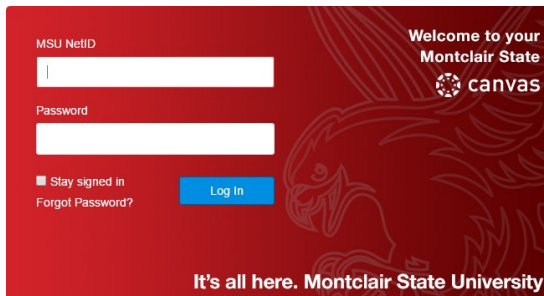 MSU NetID
Password
Stay signed in
Forgot Password?
Log In
Welcome to your
Montclair State
canvas
It's all here. Montclair State University